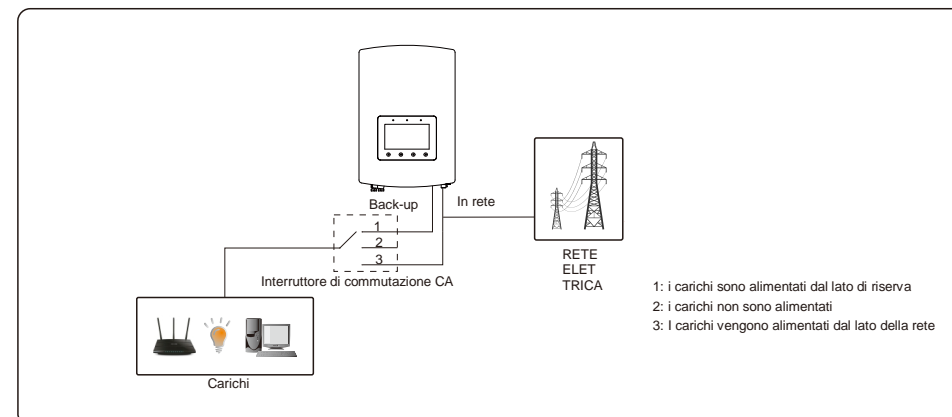 Back-up
In rete
1
2
3
Interruttore di commutazione CA
RETE
ELET
TRICA
1: i carichi sono alimentati dal lato di riserva
2: i carichi non sono alimentati
3: I carichi vengono alimentati dal lato della rete
Carichi